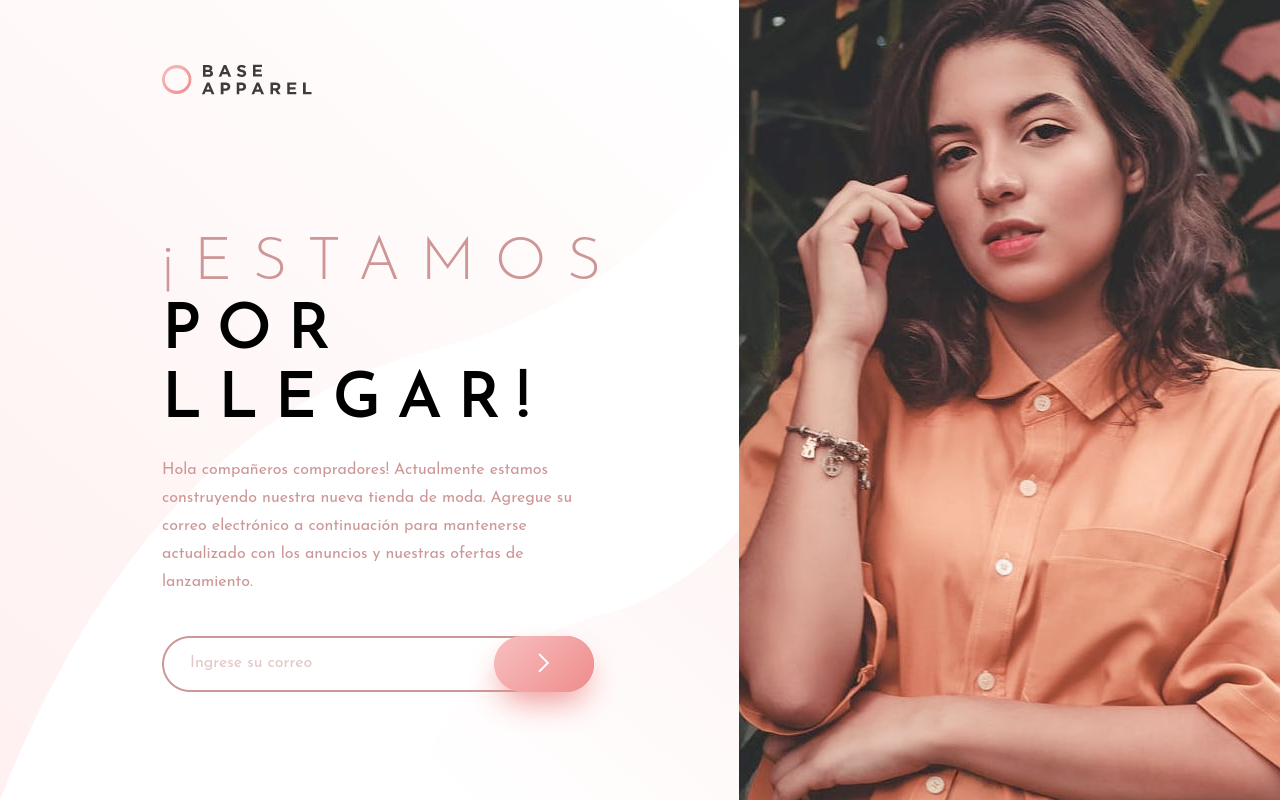 BASE
APPAREL
¡ESTAMOS
POR
LLEGAR!
Hola compañeros compradores! Actualmente estamos
construyendo nuestra nueva tienda de moda. Agregue su
correo electrónico a continuación para mantenerse
actualizado con los anuncios y nuestras ofertas de
lanzamiento.
Ingrese su correo